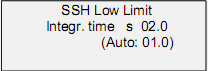 SSH Low Limit
Integr. time s 02.0
(Auto: 01.0)